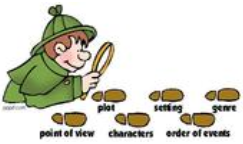 plot setting genre
point of view characters order of events